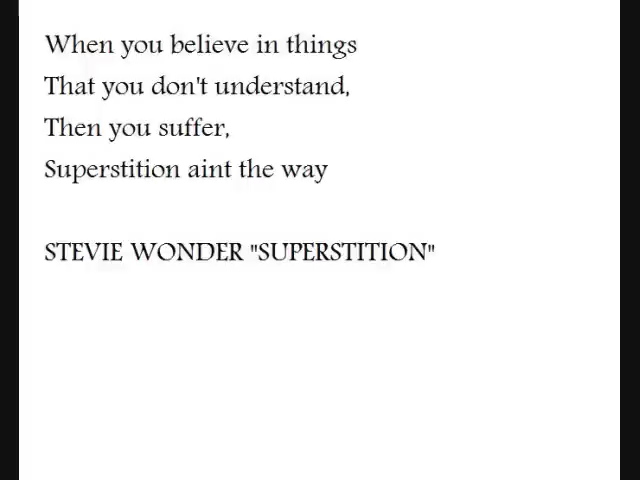 When you believe in things
That you don't understand,
Then you suffer,
Superstition aint the way
STEVIE WONDER "SUPERSTITION"